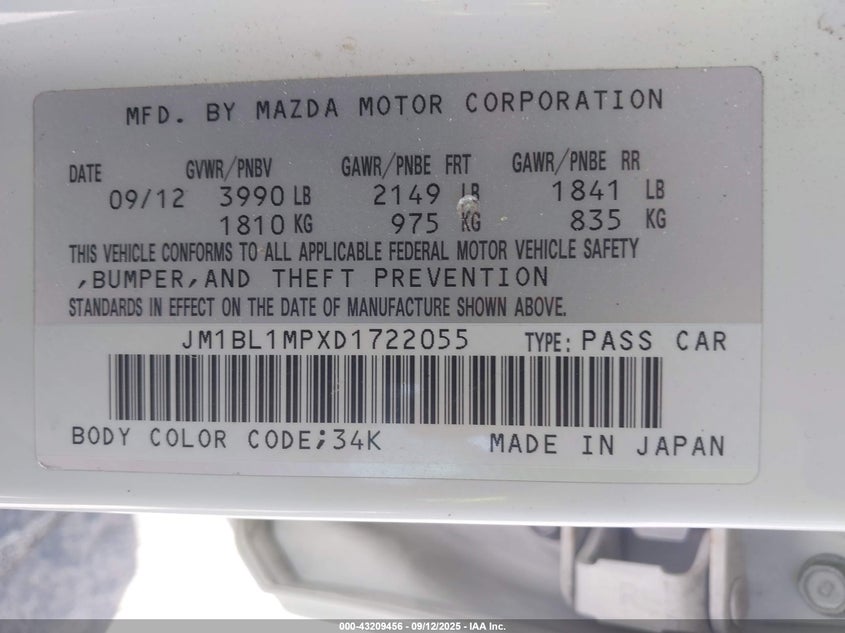 MFD. BY MAZDA MOTOR CORPORATION
DATE GVWR/PNBV GAWR/PNBE FRT GAWR/PNBE RR
09/12 3990 LB 2149 LB 1841 LB
1810 KG 975 KG 835 KG
THIS VEHICLE CONFORMS TO ALL APPLICABLE FEDERAL MOTOR VEHICLE SAFETY
,BUMPER,AND THEFT PREVENTION
STANDARDS IN EFFECT ON THE DATE OF MANUFACTURE SHOWN ABOVE.
JM1BL1MPXD1722055 TYPE: PASS CAR
BODY COLOR CODE;34K MADE IN JAPAN
000-43209456 - 09/12/2025 - IAA Inc.